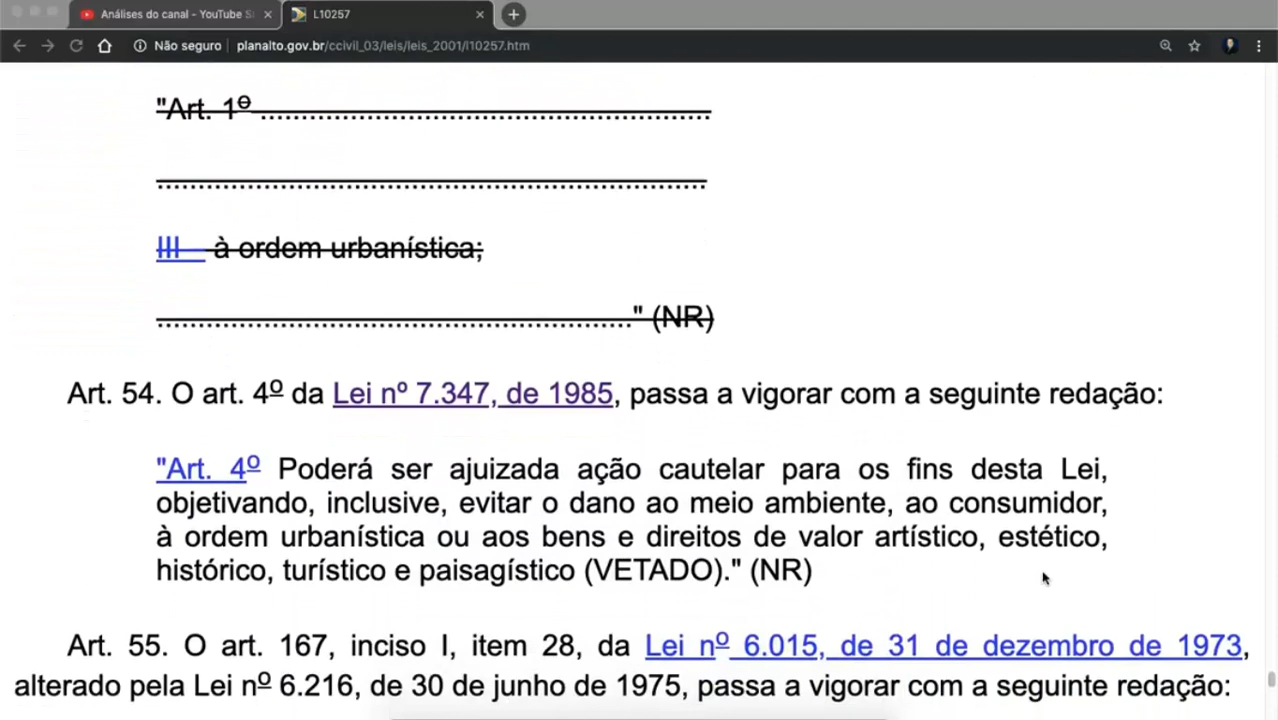 Análises do canal - YouTube S
L10257
Não seguro planalto.gov.br/ccivil_03/leis/leis_2001/l10257.htm
"Art. 1º ......................................................
..................................................................
III – à ordem urbanística;
........................................................." (NR)
Art. 54. O art. 4º da Lei nº 7.347, de 1985, passa a vigorar com a seguinte redação:
"Art. 4º Poderá ser ajuizada ação cautelar para os fins desta Lei,
objetivando, inclusive, evitar o dano ao meio ambiente, ao consumidor,
à ordem urbanística ou aos bens e direitos de valor artístico, estético,
histórico, turístico e paisagístico (VETADO)." (NR)
Art. 55. O art. 167, inciso I, item 28, da Lei nº 6.015, de 31 de dezembro de 1973,
alterado pela Lei nº 6.216, de 30 de junho de 1975, passa a vigorar com a seguinte redação: